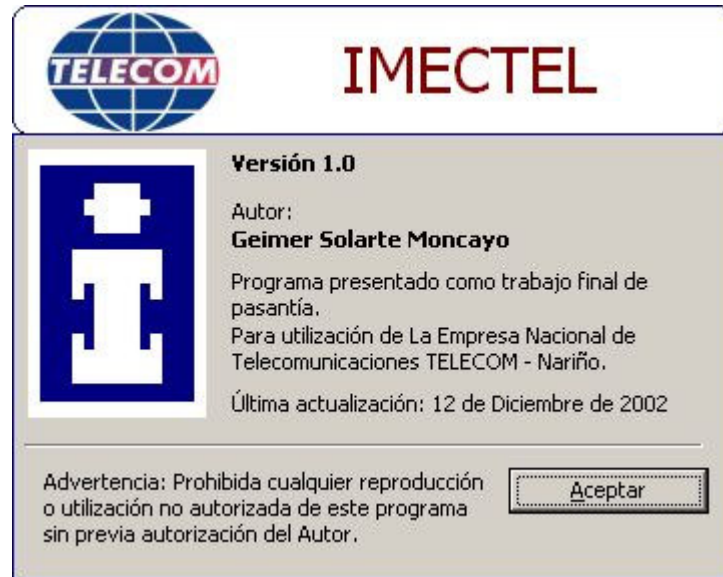 TELECOM
IMECTEL
Versión 1.0
Autor:
Geimer Solarte Moncayo
Programa presentado como trabajo final de
pasantía.
Para utilización de La Empresa Nacional de
Telecomunicaciones TELECOM - Nariño.
Última actualización: 12 de Diciembre de 2002
Advertencia: Prohibida cualquier reproducción
o utilización no autorizada de este programa
sin previa autorización del Autor.
Aceptar